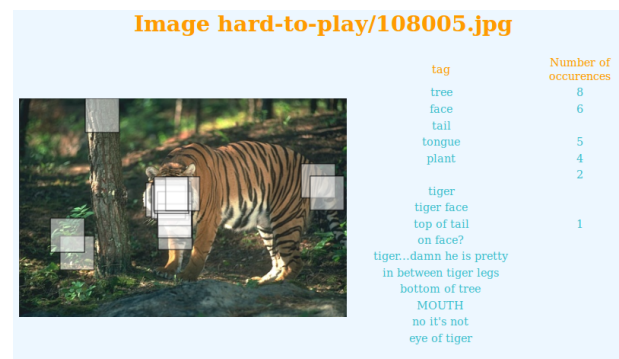 Image hard-to-play/108005.jpg
tag Number of occurences
tree 8
face 6
tail
tongue 5
plant 4
2
tiger
tiger face
top of tail 1
on face?
tiger...damn he is pretty
in between tiger legs
bottom of tree
MOUTH
no it's not
eye of tiger